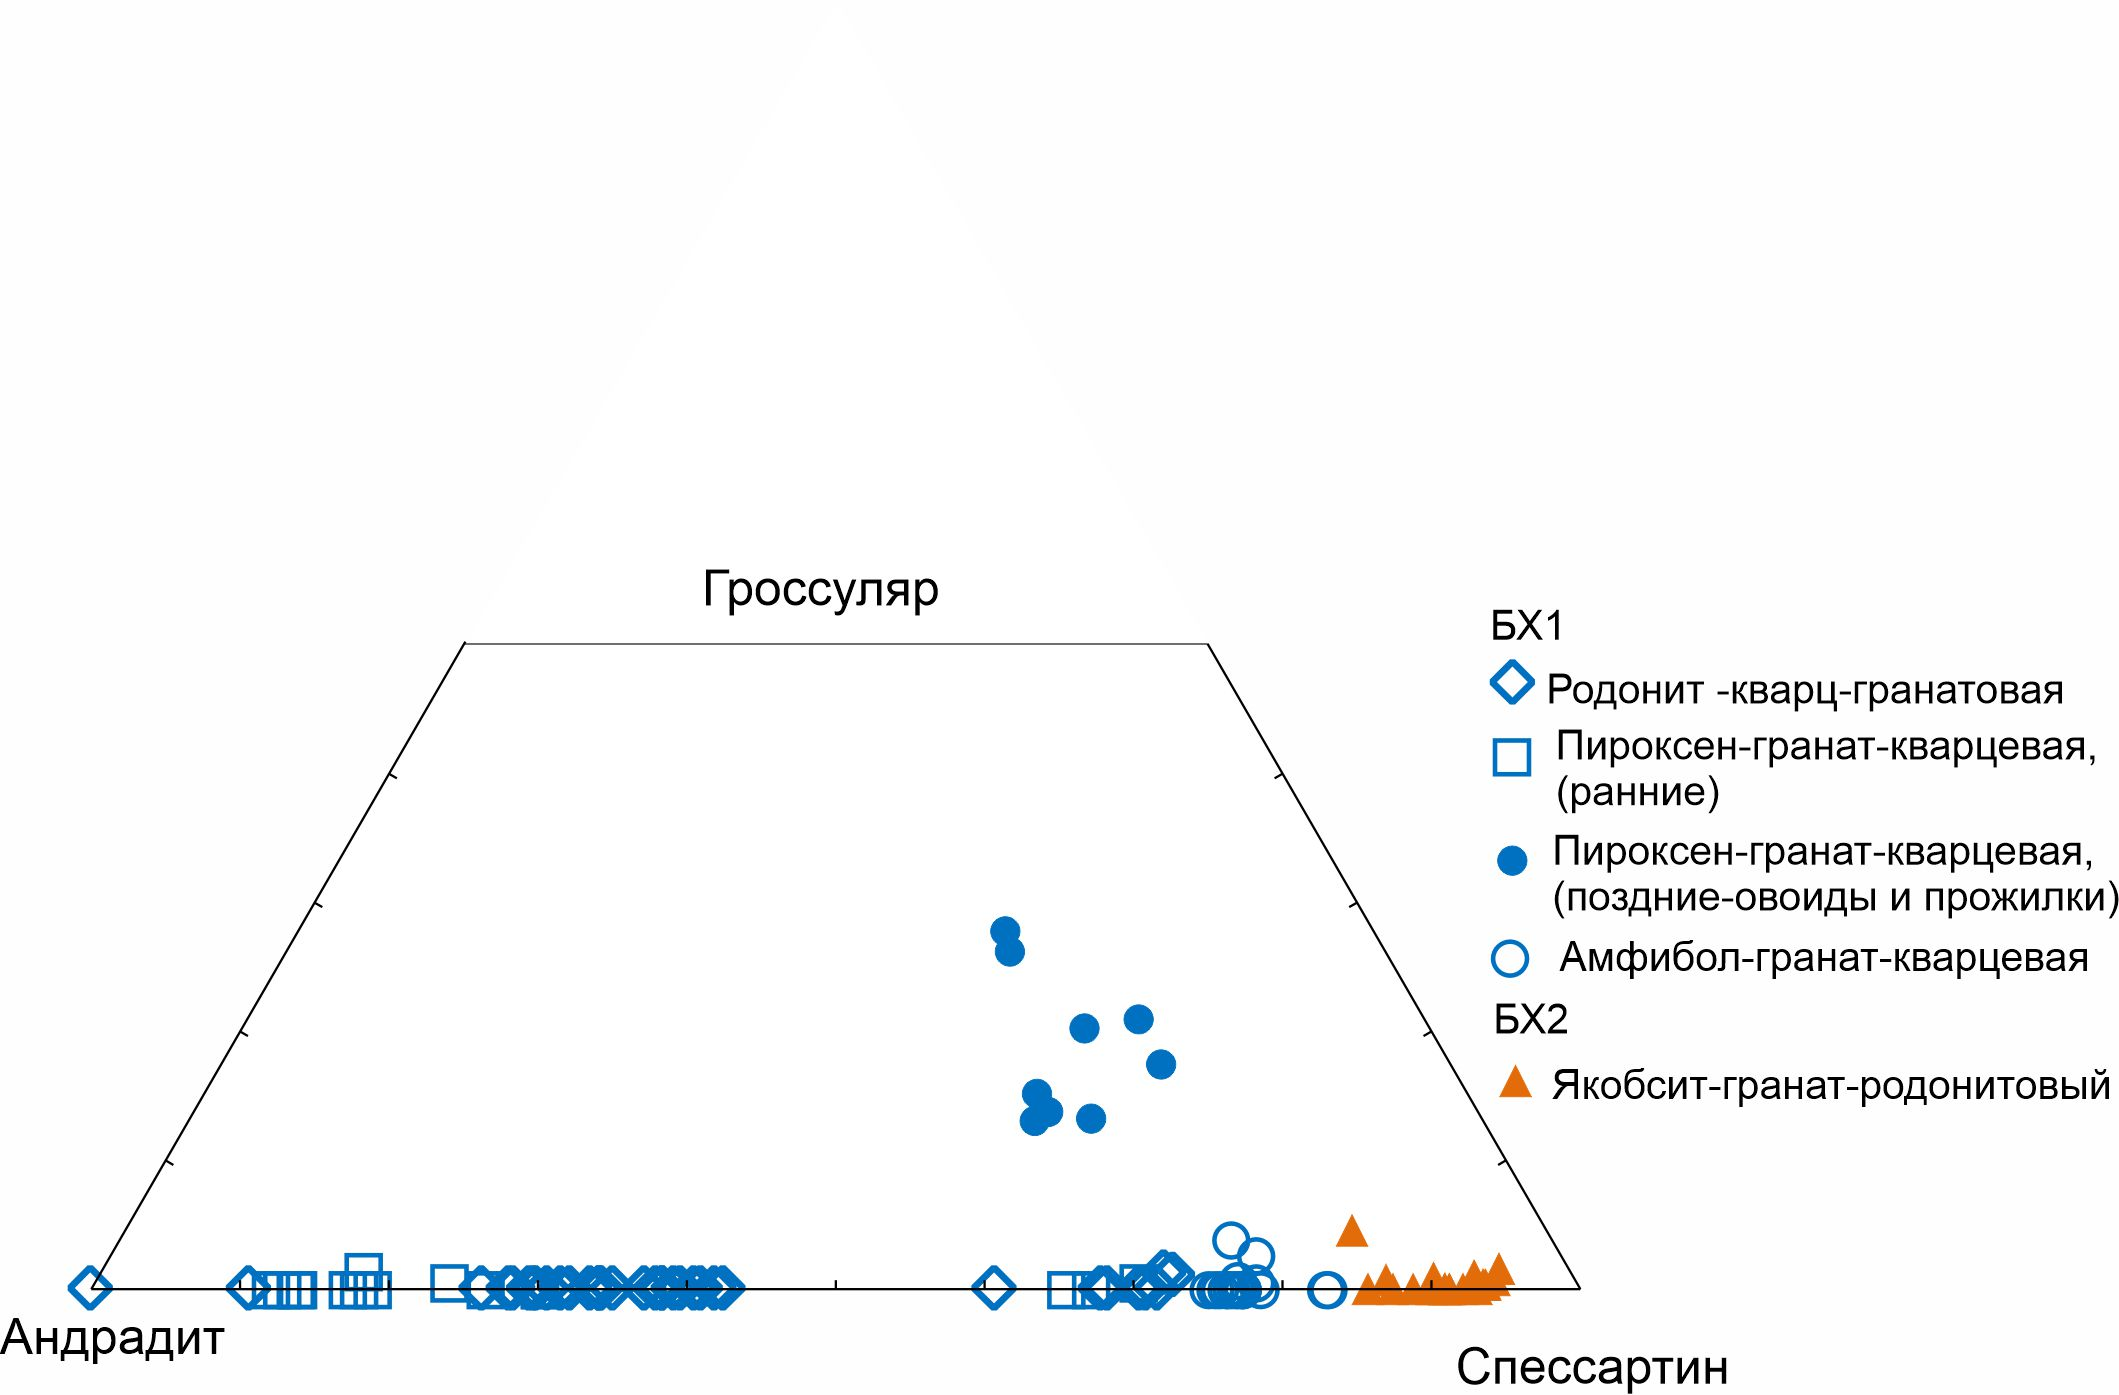 Гроссуляр
БХ1
Родонит -кварц-гранатовая
Пироксен-гранат-кварцевая,
(ранние)
Пироксен-гранат-кварцевая,
(поздние-овоиды и прожилки)
Амфибол-гранат-кварцевая
БХ2
Якобсит-гранат-родонитовый
Андрадит
Спессартин